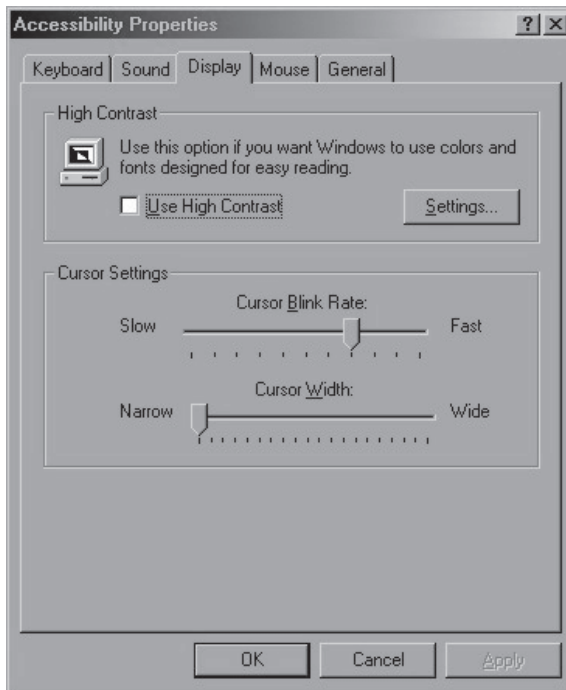 Accessibility Properties
Keyboard Sound Display Mouse General
High Contrast
Use this option if you want Windows to use colors and
fonts designed for easy reading.
Use High Contrast
Settings...
Cursor Settings
Cursor Blink Rate:
Slow Fast
Cursor Width:
Narrow Wide
OK Cancel Apply